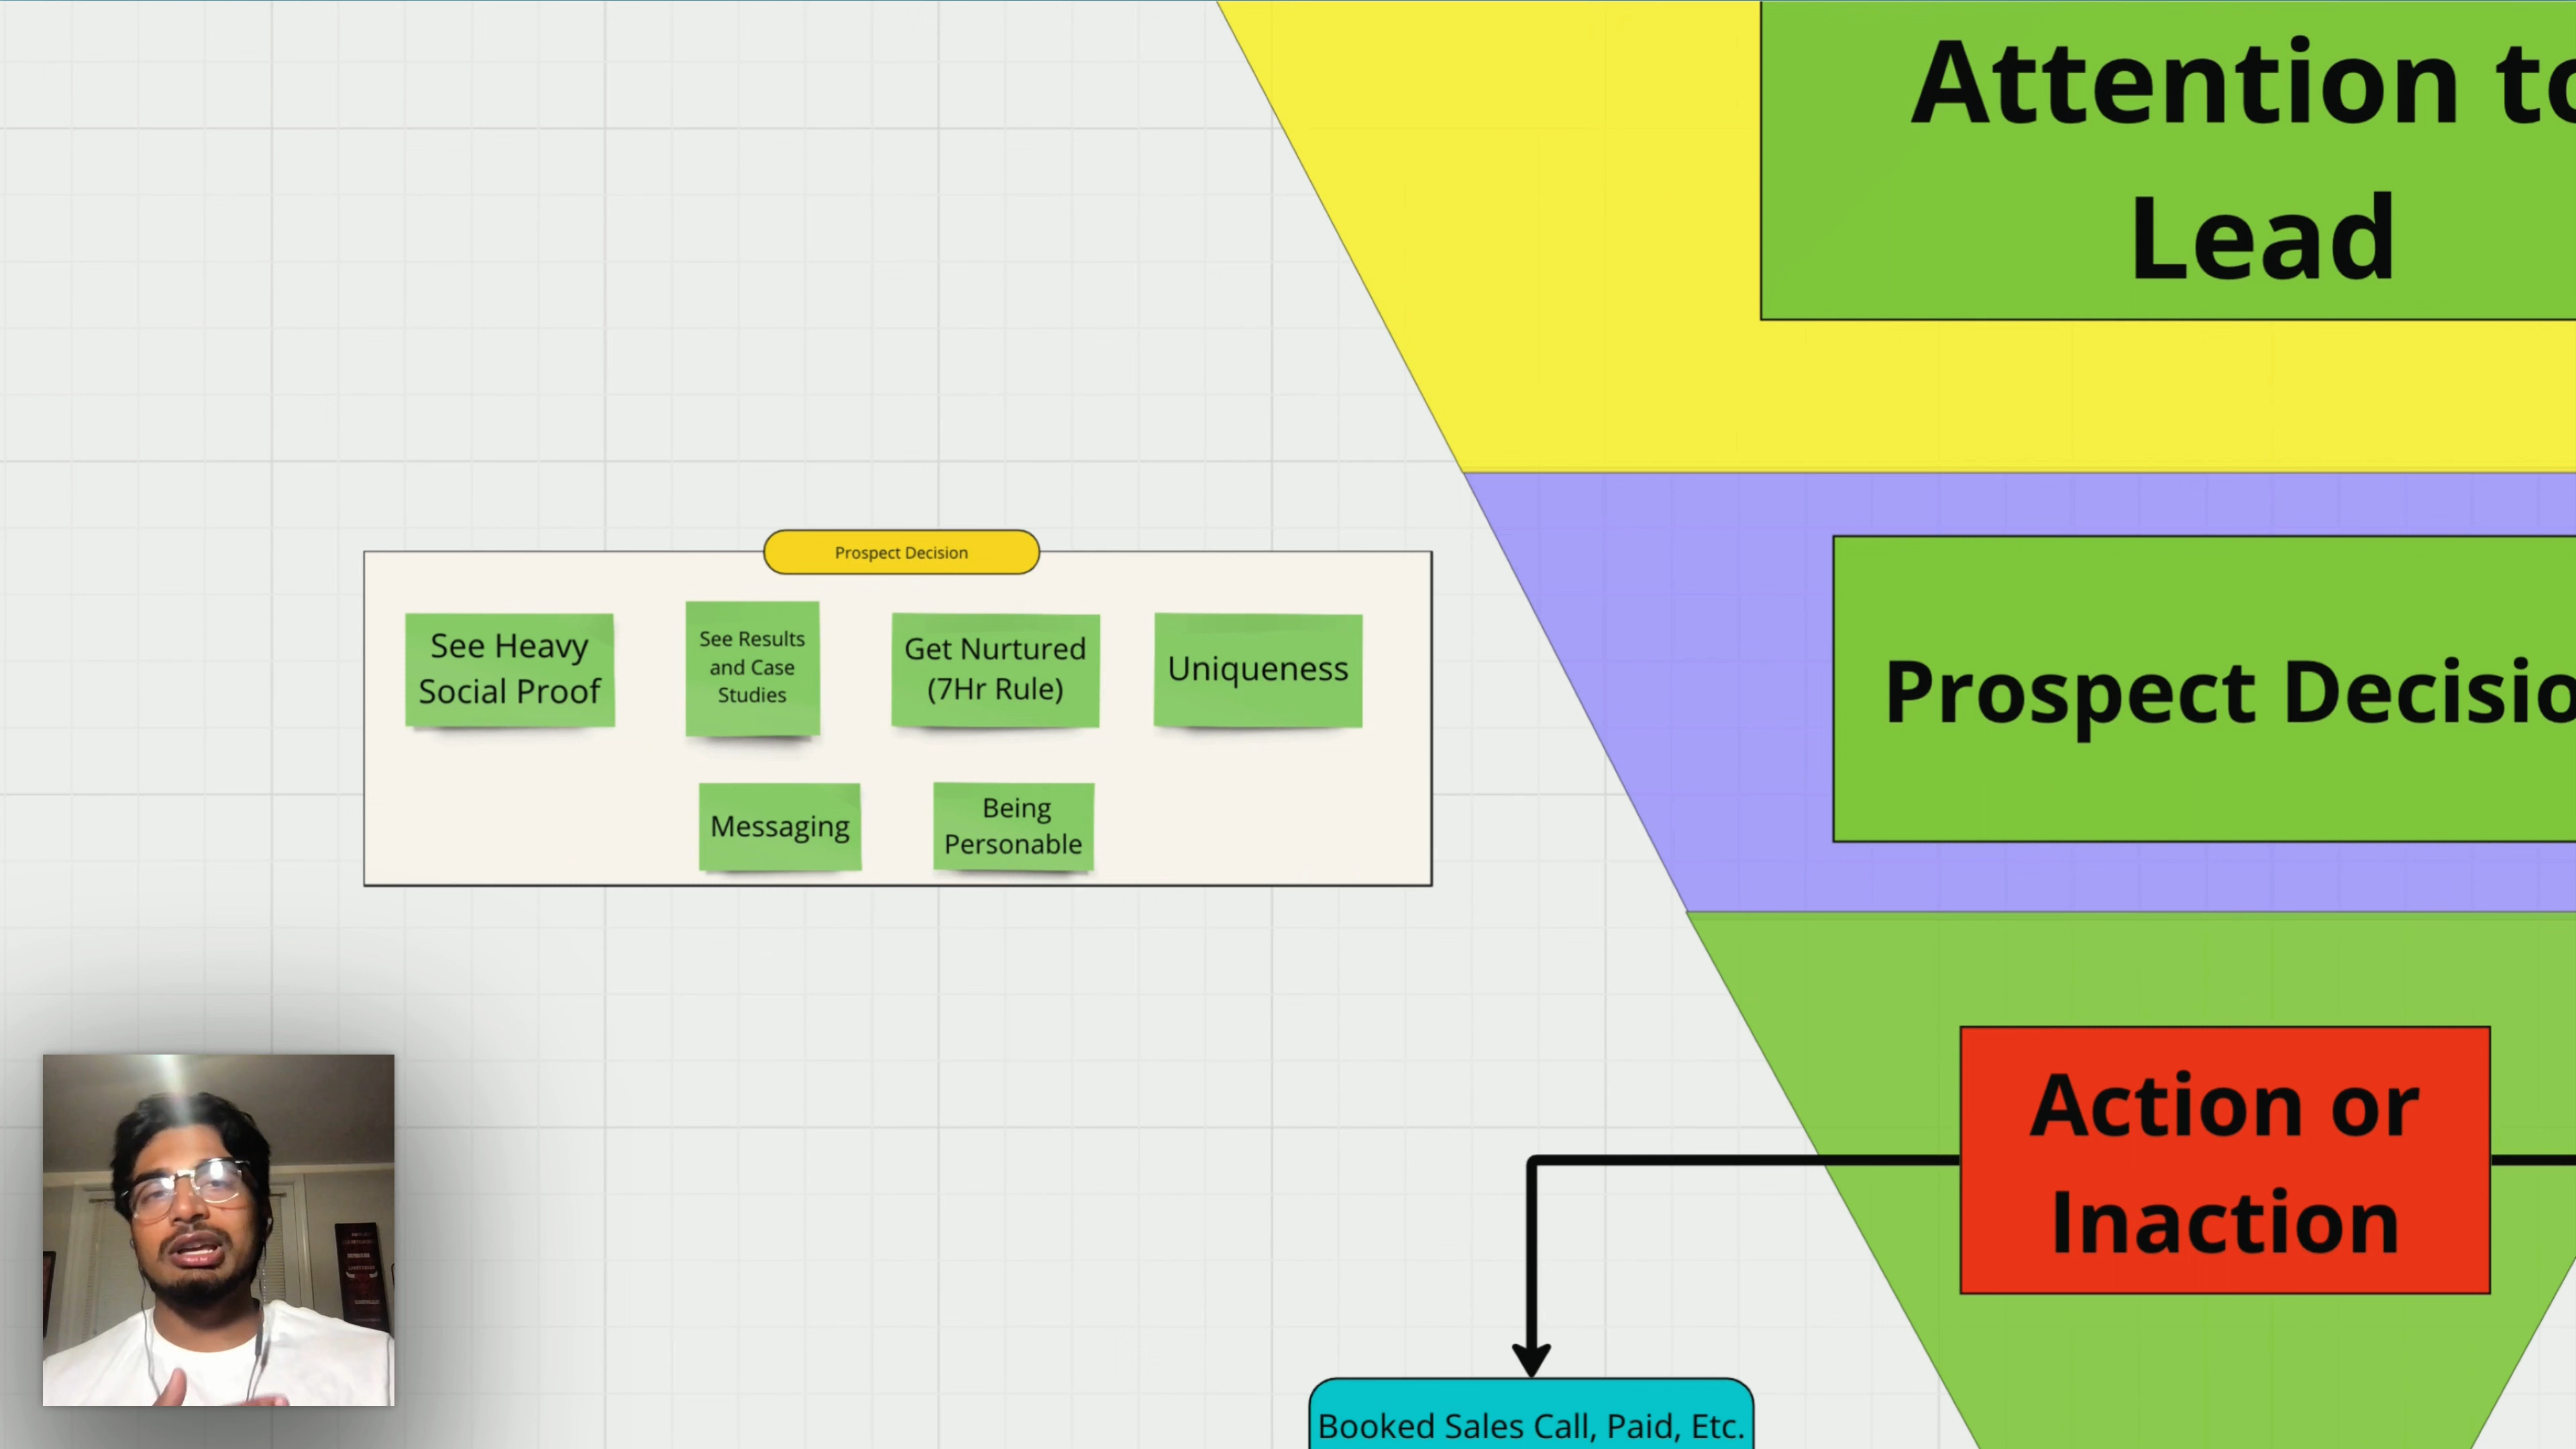 Attention to
Lead
Prospect Decision
See Heavy
Social Proof
See Results
and Case
Studies
Get Nurtured
(7Hr Rule)
Uniqueness
Messaging
Being
Personable
Prospect Decisio
Action or
Inaction
Booked Sales Call, Paid, Etc.